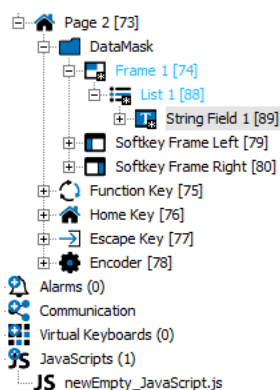 Page 2 [73]
DataMask
Frame 1 [74]
List 1 [88]
String Field 1 [89]
Softkey Frame Left [79]
Softkey Frame Right [80]
Function Key [75]
Home Key [76]
Escape Key [77]
Encoder [78]
Alarms (0)
Communication
Virtual Keyboards (0)
JavaScripts (1)
JS newEmpty_JavaScript.js